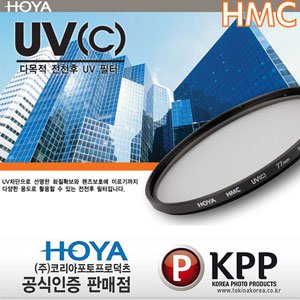 HOYA
HMC
UV(C)
다목적 전천후 UV 필터
UV차단으로 선명한 화질확보와 렌즈보호에 이르기까지
다양한 용도로 활용할 수 있는 전천후 필터입니다.
HOYA HMC UV(C) 77mm
HOYA
(주)코리아포토프로덕츠
공식인증 판매점
P KPP
KOREA PHOTO PRODUCTS
www.tokinakorea.co.kr